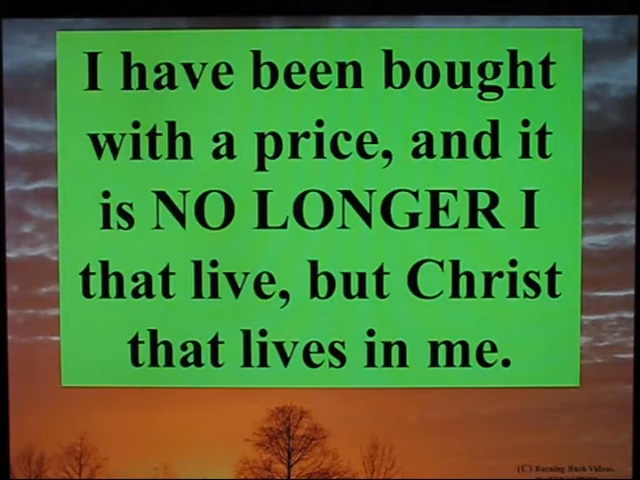 I have been bought
with a price, and it
is NO LONGER I
that live, but Christ
that lives in me.
(C) Burning Bush Videos.